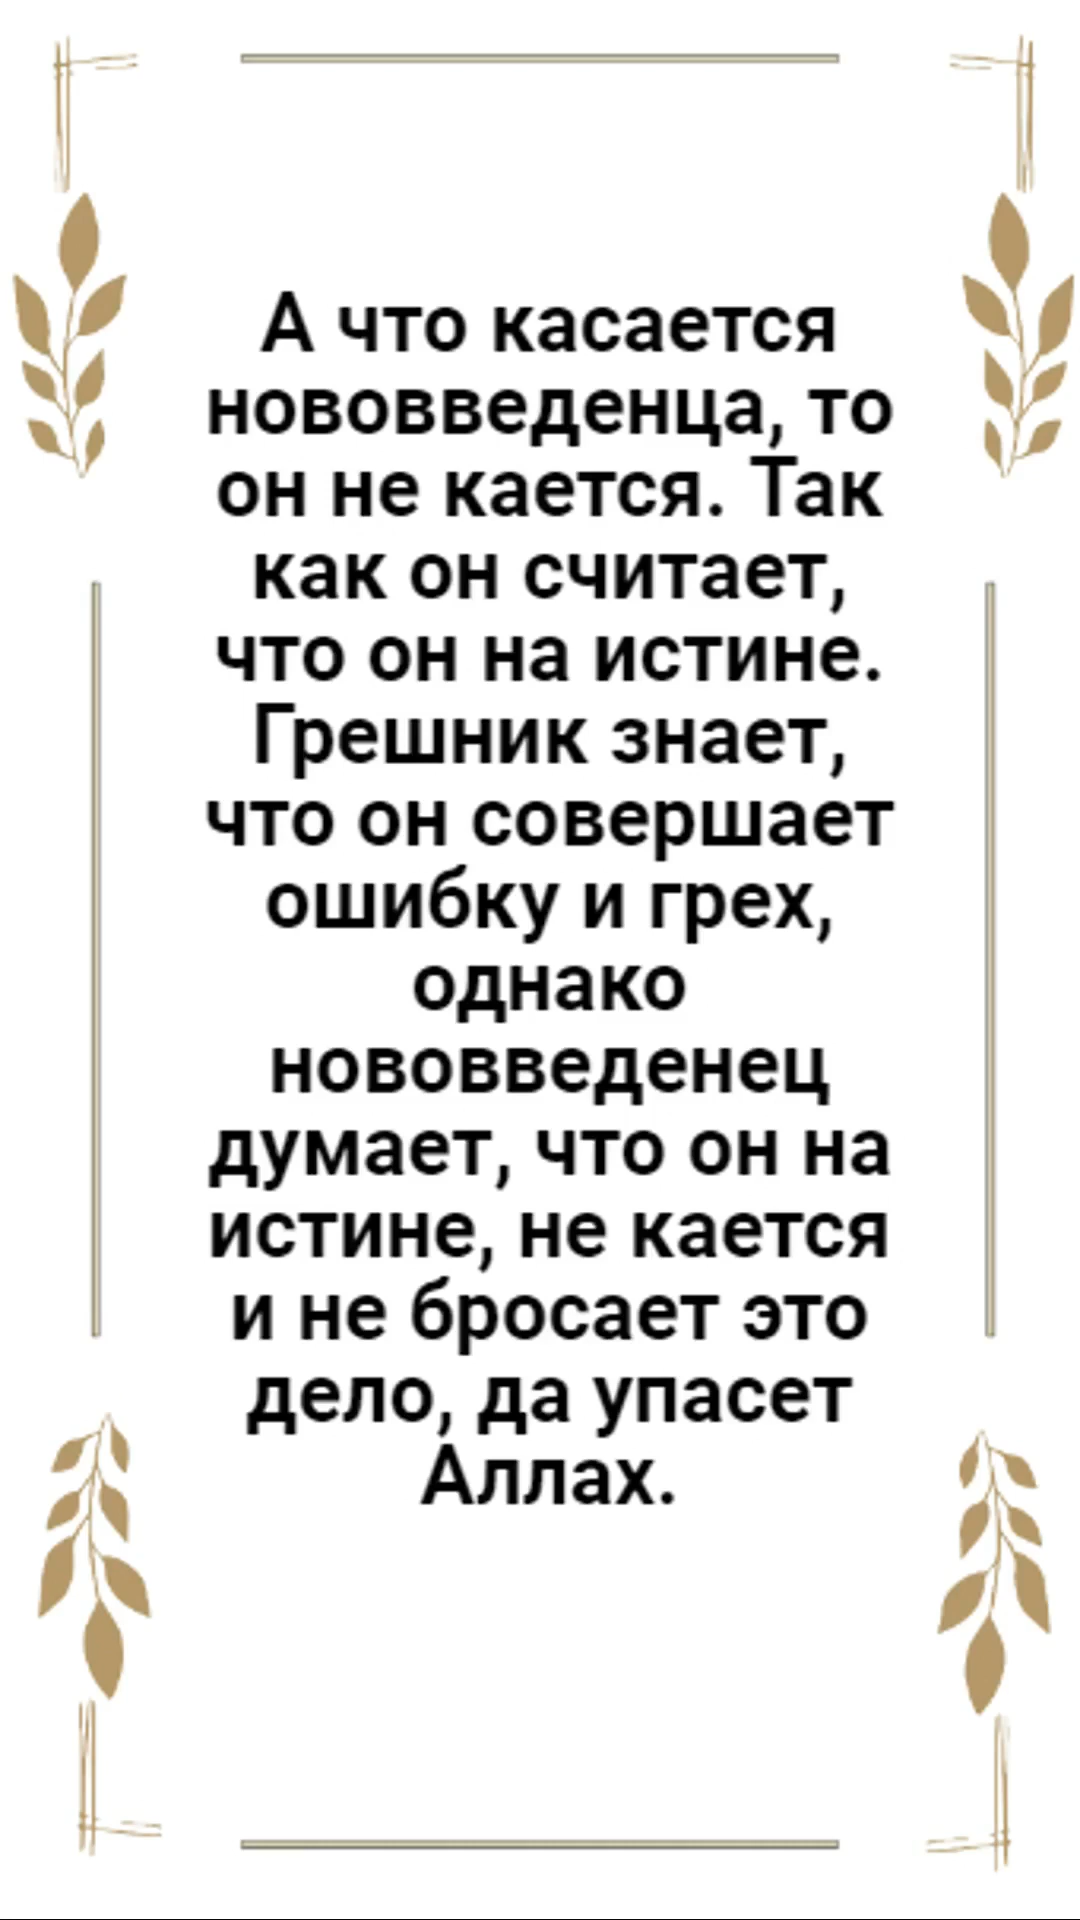 А что касается
нововведенца, то
он не кается. Так
как он считает,
что он на истине.
Грешник знает,
что он совершает
ошибку и грех,
однако
нововведенец
думает, что он на
истине, не кается
и не бросает это
дело, да упасет
Аллах.